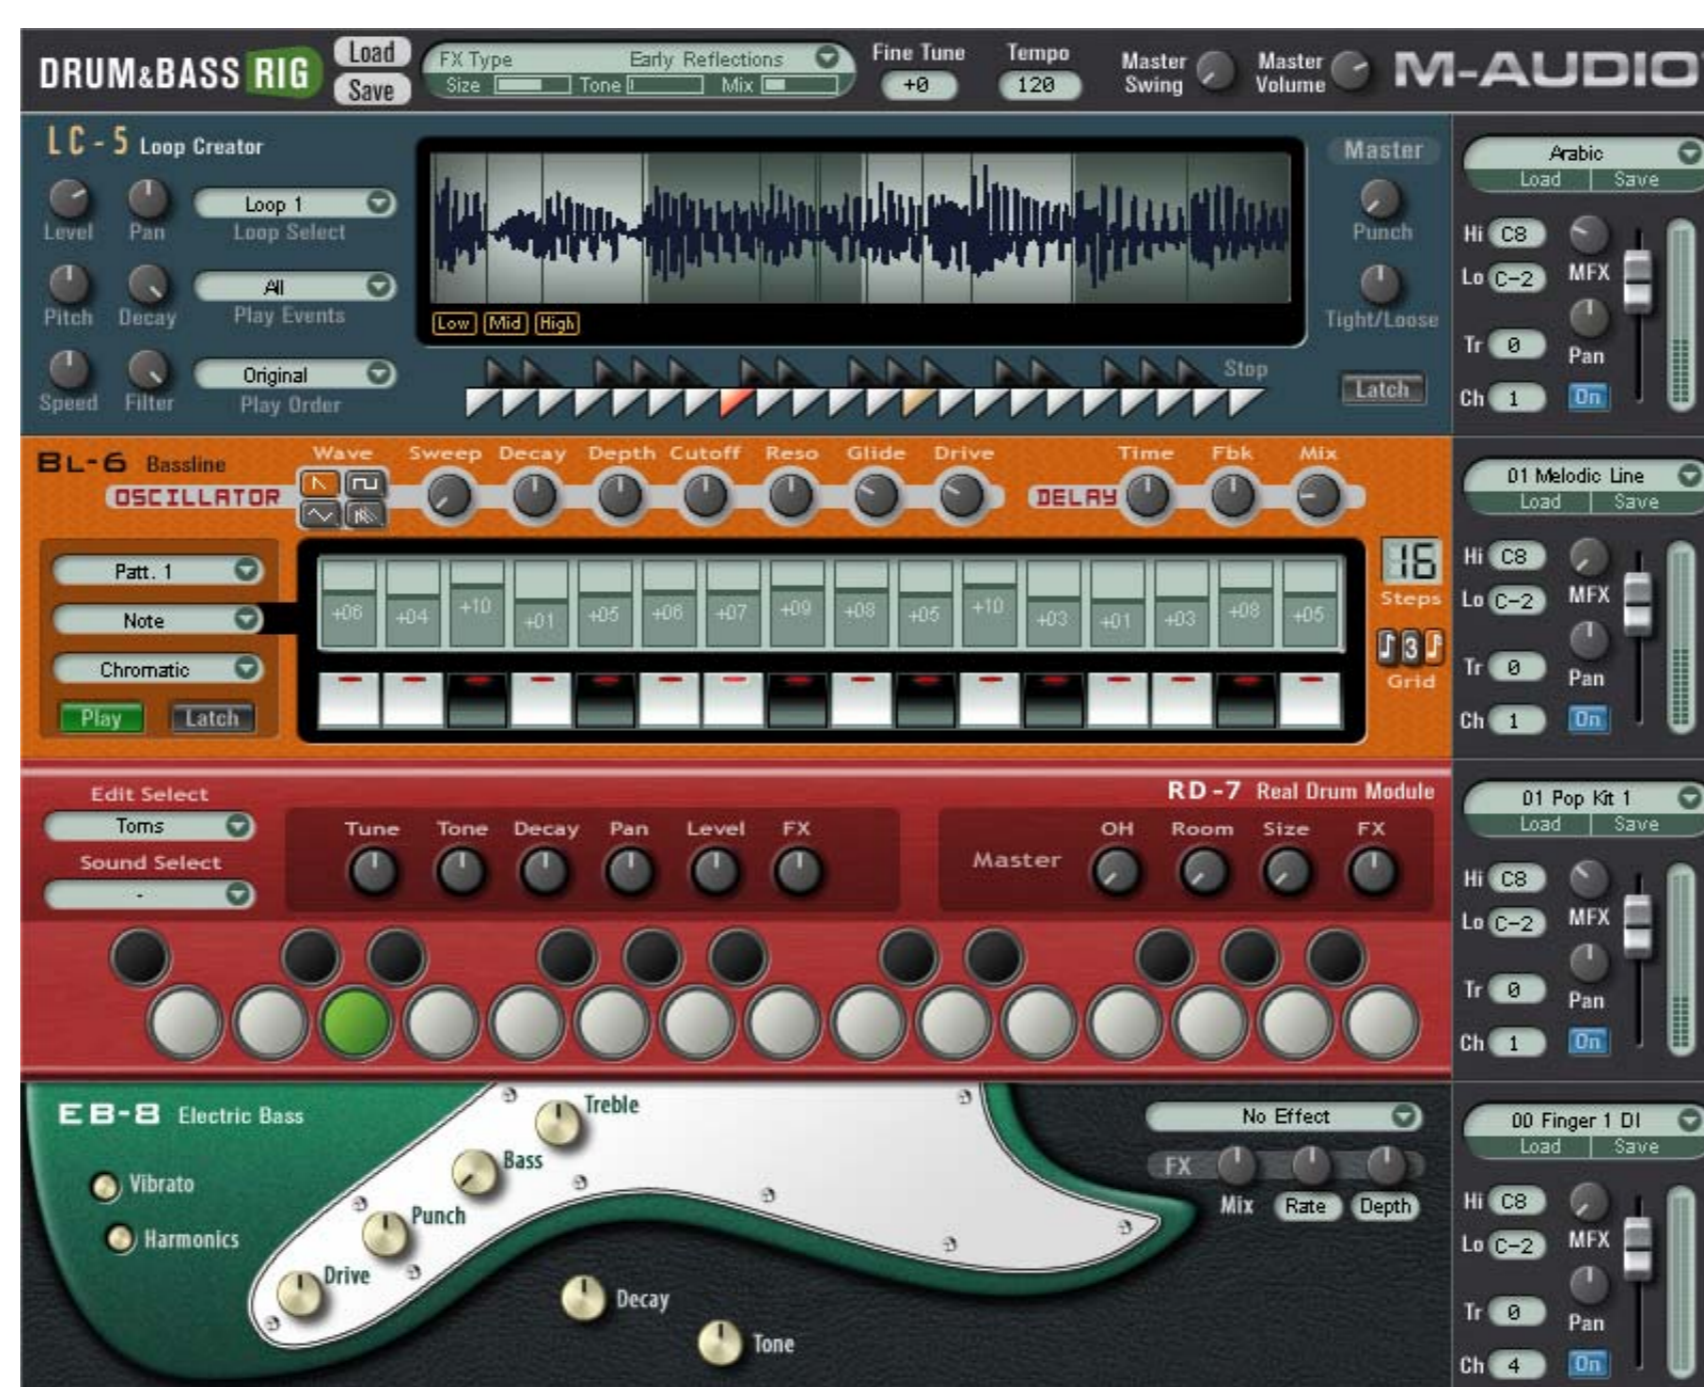 DRUM&BASS RIG
Load
Save
FX Type Early Reflections
Size Tone Mix
Fine Tune
+0
Tempo
120
Master Swing
Master Volume
M-AUDIO
LC-5 Loop Creator
Level Pan
Loop 1
Loop Select
Pitch Decay
All
Play Events
Speed Filter
Original
Play Order
Low Mid High
Stop
Master
Punch
Tight/Loose
Latch
Arabic
Load Save
Hi C8
Lo C-2 MFX
Tr 0 Pan
Ch 1 On
BL-6 Bassline
OSCILLATOR
Wave Sweep Decay Depth Cutoff Reso Glide Drive
DELAY
Time Fbk Mix
Patt. 1
Note
Chromatic
Play Latch
+06 +04 +10 +01 +05 +06 +07 +09 +08 +05 +10 +03 +01 +03 +08 +05
16
Steps
3
Grid
01 Melodic Line
Load Save
Hi C8
Lo C-2 MFX
Tr 0 Pan
Ch 1 On
RD-7 Real Drum Module
Edit Select
Toms
Sound Select
-
Tune Tone Decay Pan Level FX
Master
OH Room Size FX
01 Pop Kit 1
Load Save
Hi C8
Lo C-2 MFX
Tr 0 Pan
Ch 1 On
EB-8 Electric Bass
Vibrato
Harmonics
Treble
Bass
Punch
Drive
Decay
Tone
No Effect
FX
Mix Rate Depth
00 Finger 1 DI
Load Save
Hi C8
Lo C-2 MFX
Tr 0 Pan
Ch 4 On